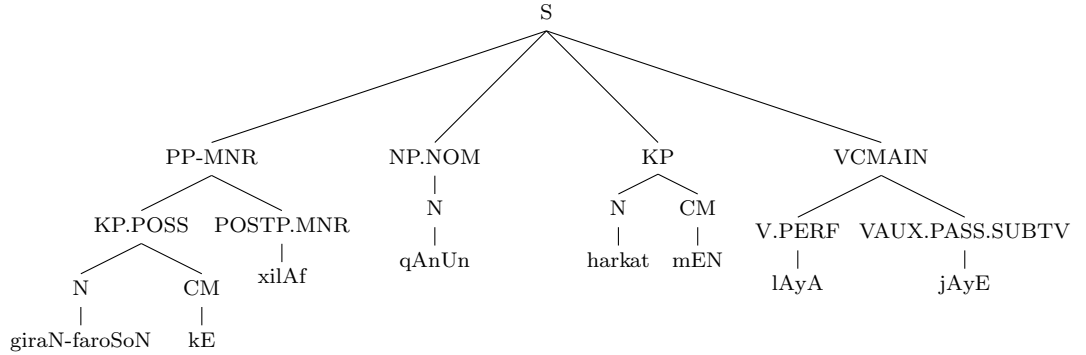 S
PP-MNR NP.NOM KP VCMAIN
KP.POSS POSTP.MNR N N CM V.PERF VAUX.PASS.SUBTV
N CM xilAf qAnUn harkat mEN lAyA jAyE
giraN-faroSoN kE